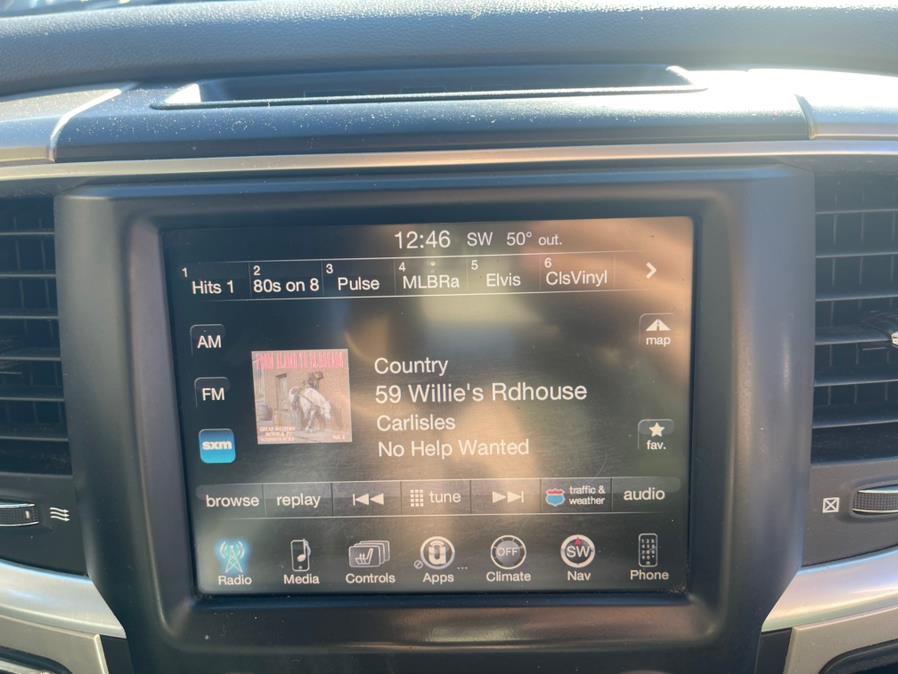 12:46 SW 50° out.
1 Hits 1 2 80s on 8 3 Pulse 4 MLBRa 5 Elvis 6 ClsVinyl
AM
map
Country
FM
59 Willie's Rdhouse
Carlisles
sxm
fav.
No Help Wanted
browse replay tune traffic & weather audio
Radio Media Controls Apps... OFF Climate SW Nav Phone